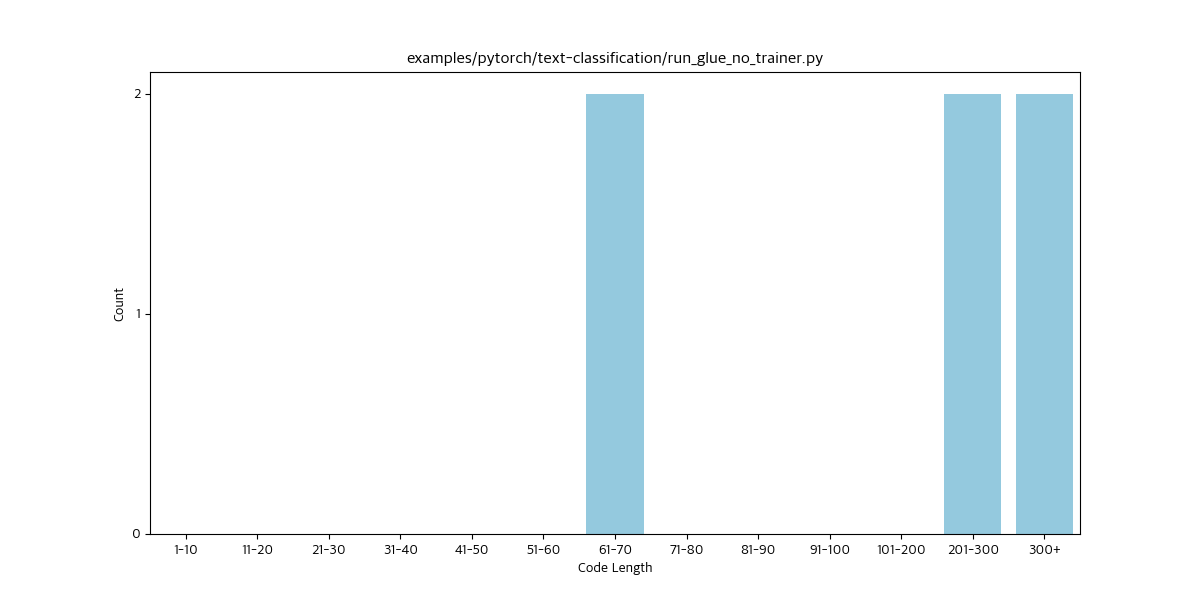 examples/pytorch/text-classification/run_glue_no_trainer.py
2
1
0
Count
1-10 11-20 21-30 31-40 41-50 51-60 61-70 71-80 81-90 91-100 101-200 201-300 300+
Code Length